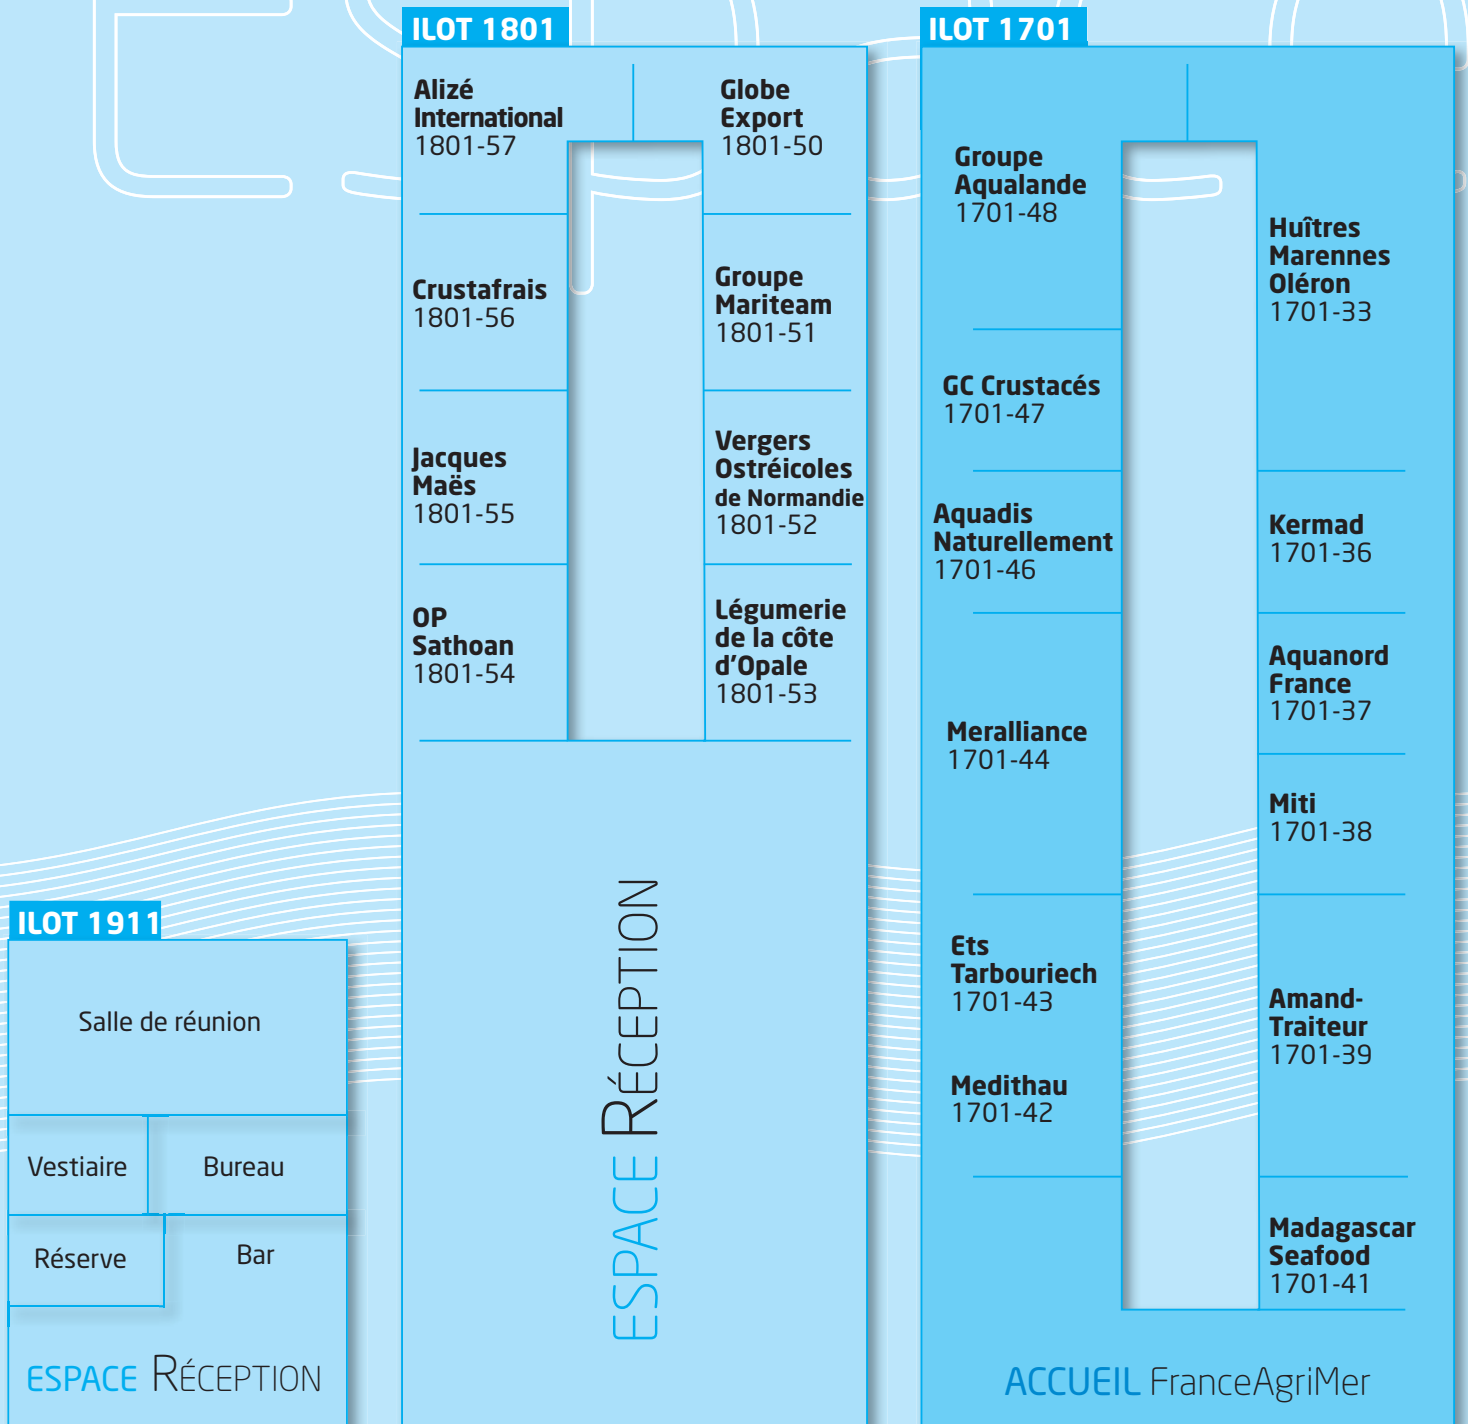 ILOT 1801
Alizé
International
1801-57
Globe
Export
1801-50
Crustafrais
1801-56
Groupe
Mariteam
1801-51
Jacques
Maës
1801-55
Vergers
Ostréicoles
de Normandie
1801-52
OP
Sathoan
1801-54
Légumerie
de la côte
d'Opale
1801-53
ESPACE RÉCEPTION
ILOT 1701
Groupe
Aqualande
1701-48
Huîtres
Marennes
Oléron
1701-33
GC Crustacés
1701-47
Aquadis
Naturellement
1701-46
Kermad
1701-36
Aquanord
France
1701-37
Meralliance
1701-44
Miti
1701-38
Ets
Tarbouriech
1701-43
Amand-
Traiteur
1701-39
Medithau
1701-42
Madagascar
Seafood
1701-41
ACCUEIL FranceAgriMer
ILOT 1911
Salle de réunion
Vestiaire
Bureau
Réserve
Bar
ESPACE RÉCEPTION